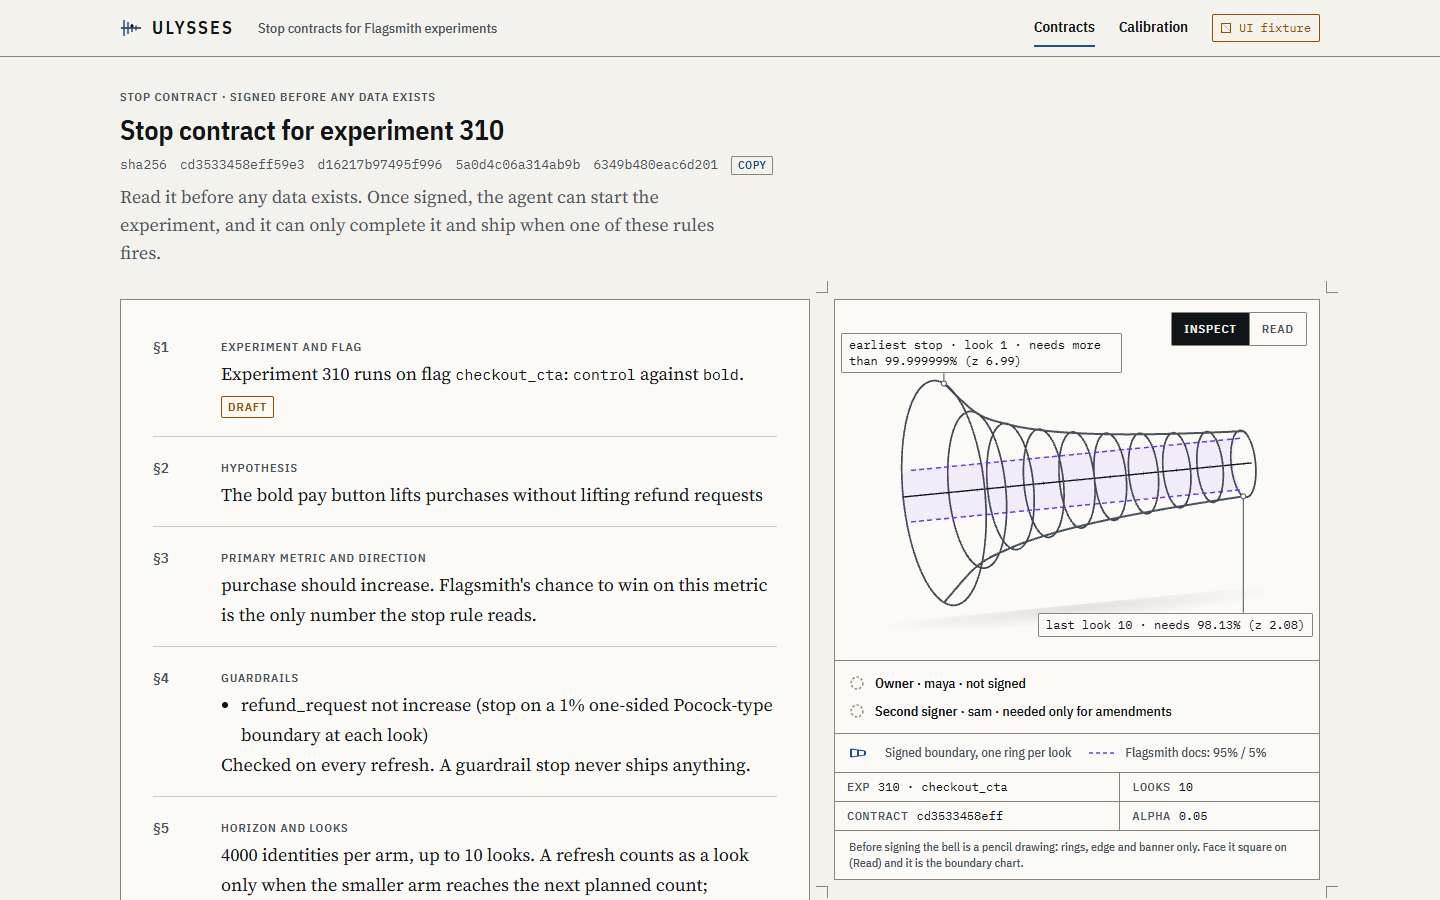 ULYSSES
Stop contracts for Flagsmith experiments
Contracts
Calibration
UI fixture
STOP CONTRACT · SIGNED BEFORE ANY DATA EXISTS
Stop contract for experiment 310
sha256 cd3533458eff59e3 d16217b97495f996 5a0d4c06a314ab9b 6349b480eac6d201 COPY
Read it before any data exists. Once signed, the agent can start the
experiment, and it can only complete it and ship when one of these rules
fires.
§1 EXPERIMENT AND FLAG
Experiment 310 runs on flag checkout_cta: control against bold.
DRAFT
§2 HYPOTHESIS
The bold pay button lifts purchases without lifting refund requests
§3 PRIMARY METRIC AND DIRECTION
purchase should increase. Flagsmith's chance to win on this metric
is the only number the stop rule reads.
§4 GUARDRAILS
• refund_request not increase (stop on a 1% one-sided Pocock-type
boundary at each look)
Checked on every refresh. A guardrail stop never ships anything.
§5 HORIZON AND LOOKS
4000 identities per arm, up to 10 looks. A refresh counts as a look
only when the smaller arm reaches the next planned count;
INSPECT READ
earliest stop · look 1 · needs more
than 99.999999% (z 6.99)
last look 10 · needs 98.13% (z 2.08)
Owner · maya · not signed
Second signer · sam · needed only for amendments
Signed boundary, one ring per look
Flagsmith docs: 95% / 5%
EXP 310 · checkout_cta
LOOKS 10
CONTRACT cd3533458eff
ALPHA 0.05
Before signing the bell is a pencil drawing: rings, edge and banner only. Face it square on
(Read) and it is the boundary chart.